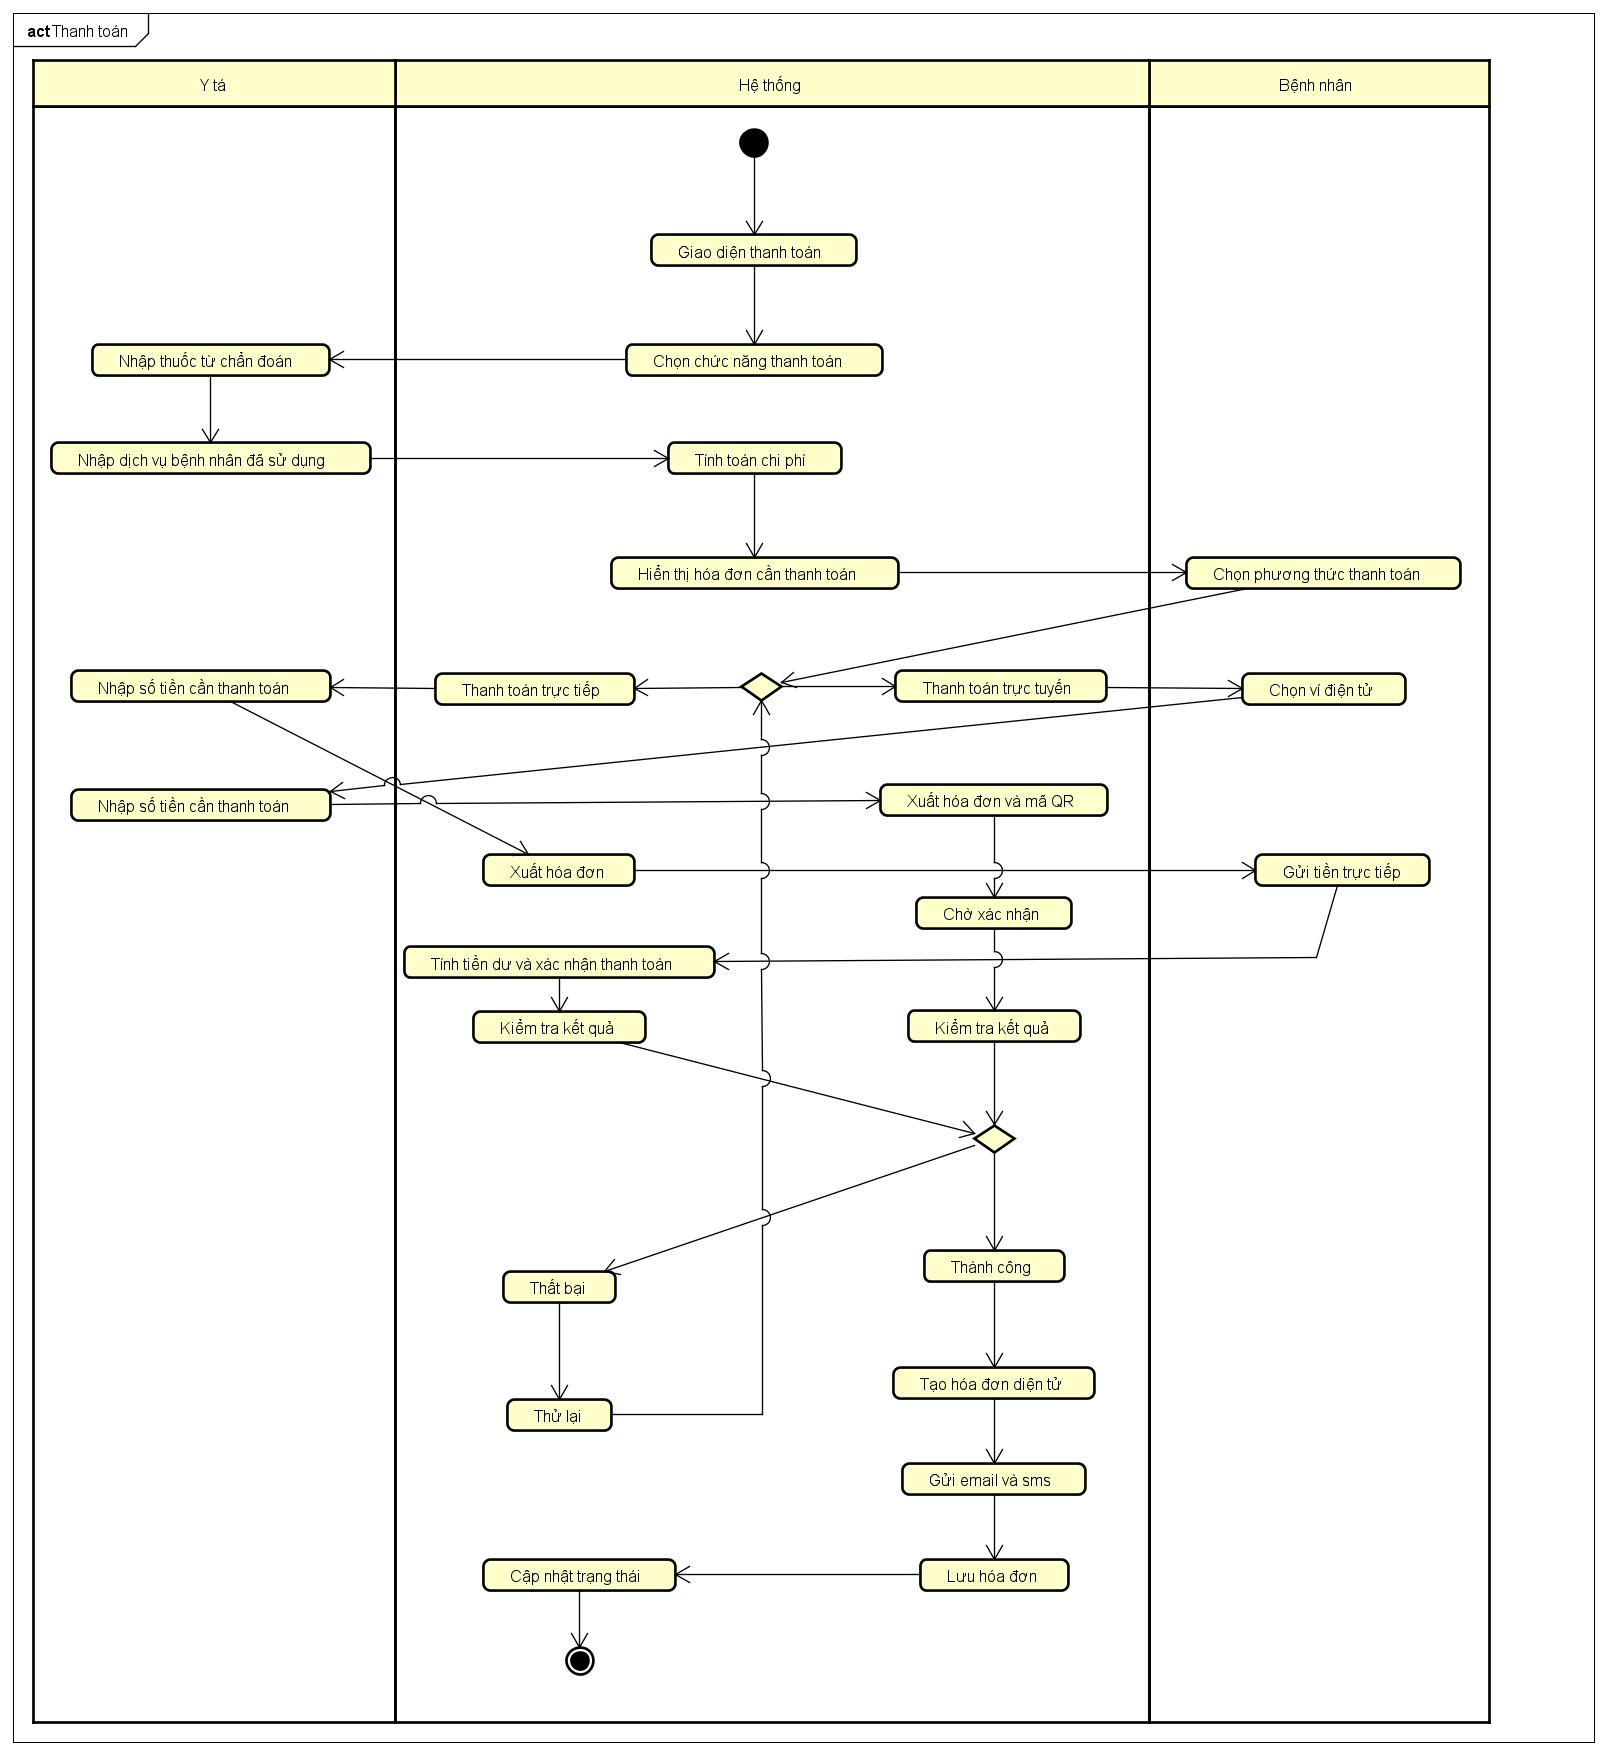 act Thanh toán
Y tá
Hệ thống
Bệnh nhân
Giao diện thanh toán
Nhập thuốc từ chẩn đoán
Chọn chức năng thanh toán
Nhập dịch vụ bệnh nhân đã sử dụng
Tính toán chi phí
Hiển thị hóa đơn cần thanh toán
Chọn phương thức thanh toán
Nhập số tiền cần thanh toán
Thanh toán trực tiếp
Thanh toán trực tuyến
Chọn ví điện tử
Nhập số tiền cần thanh toán
Xuất hóa đơn và mã QR
Xuất hóa đơn
Gửi tiền trực tiếp
Chờ xác nhận
Tính tiền dư và xác nhận thanh toán
Kiểm tra kết quả
Kiểm tra kết quả
Thành công
Thất bại
Tạo hóa đơn diện tử
Thử lại
Gửi email và sms
Cập nhật trạng thái
Lưu hóa đơn